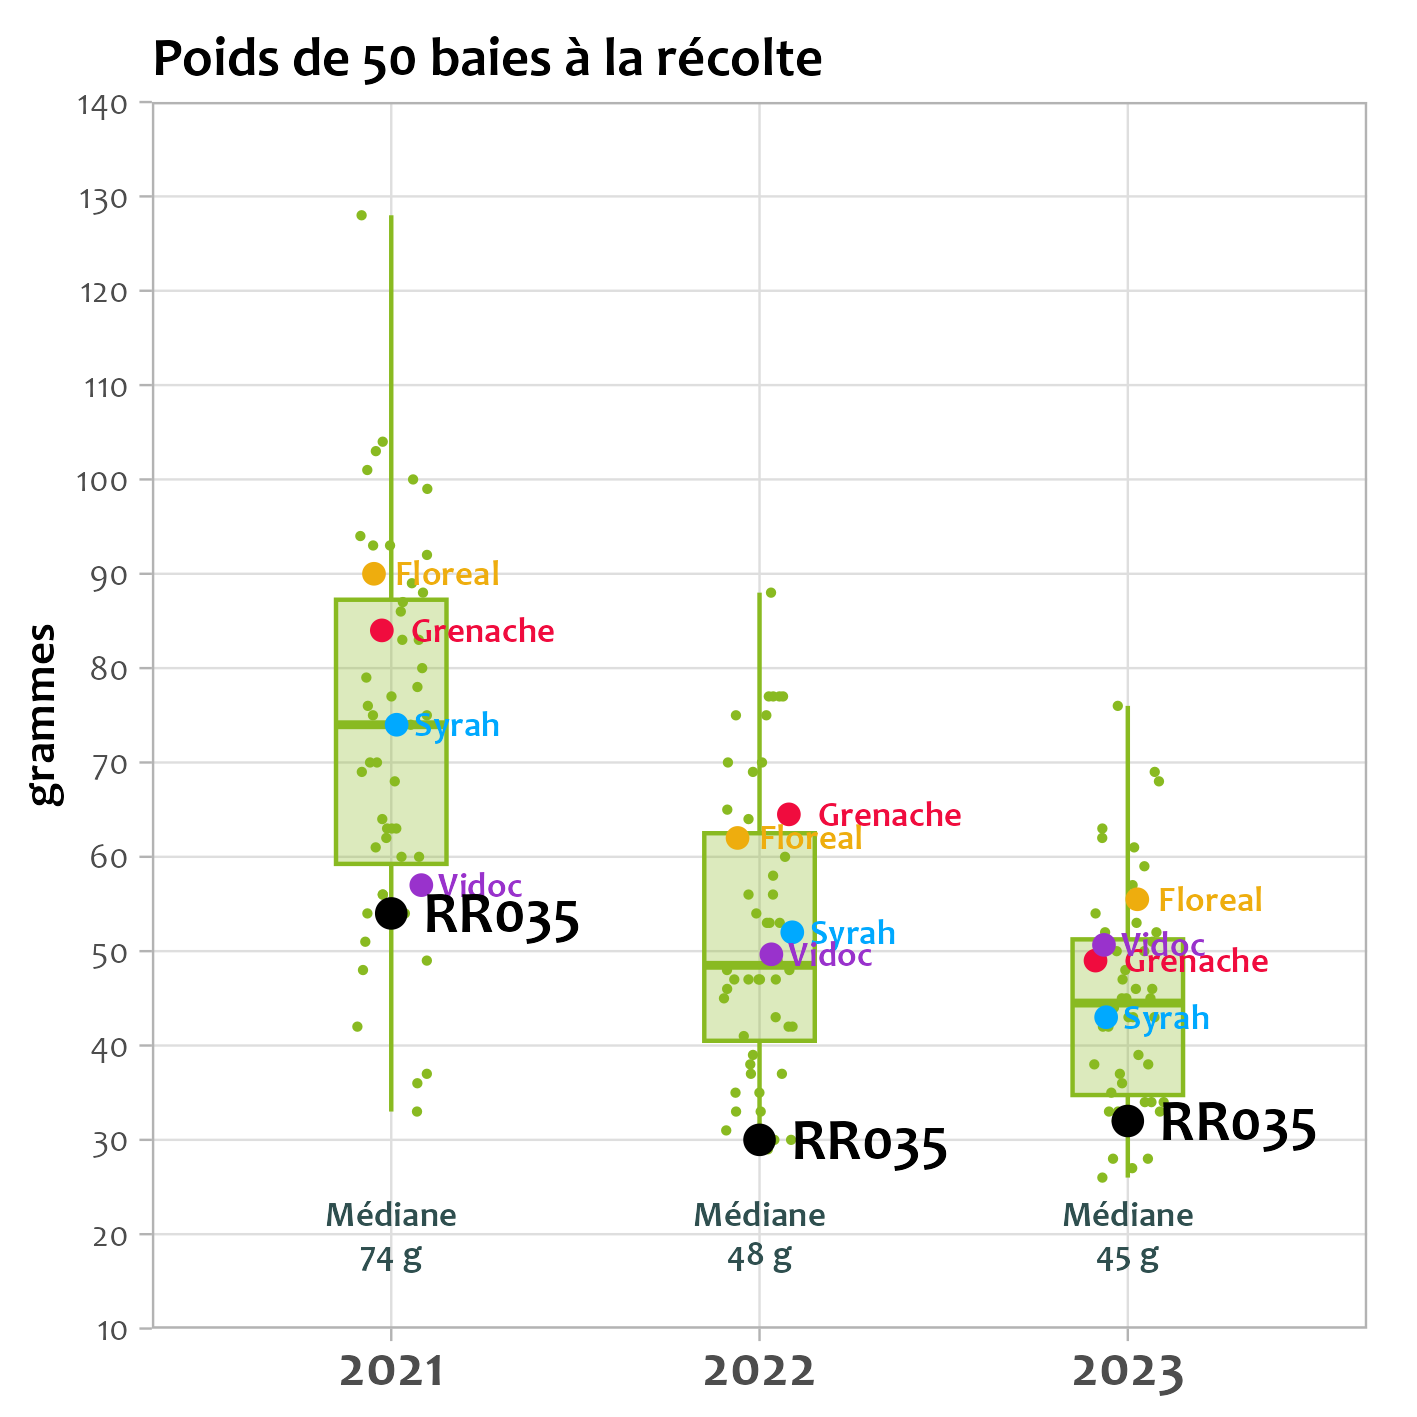 Poids de 50 baies à la récolte
grammes
140
130
120
110
100
90
80
70
60
50
40
30
20
10
Floreal
Grenache
Syrah
Vidoc
RR035
Médiane
74 g
Grenache
Floreal
Syrah
Vidoc
RR035
Médiane
48 g
Floreal
Vidoc
Grenache
Syrah
RR035
Médiane
45 g
2021
2022
2023